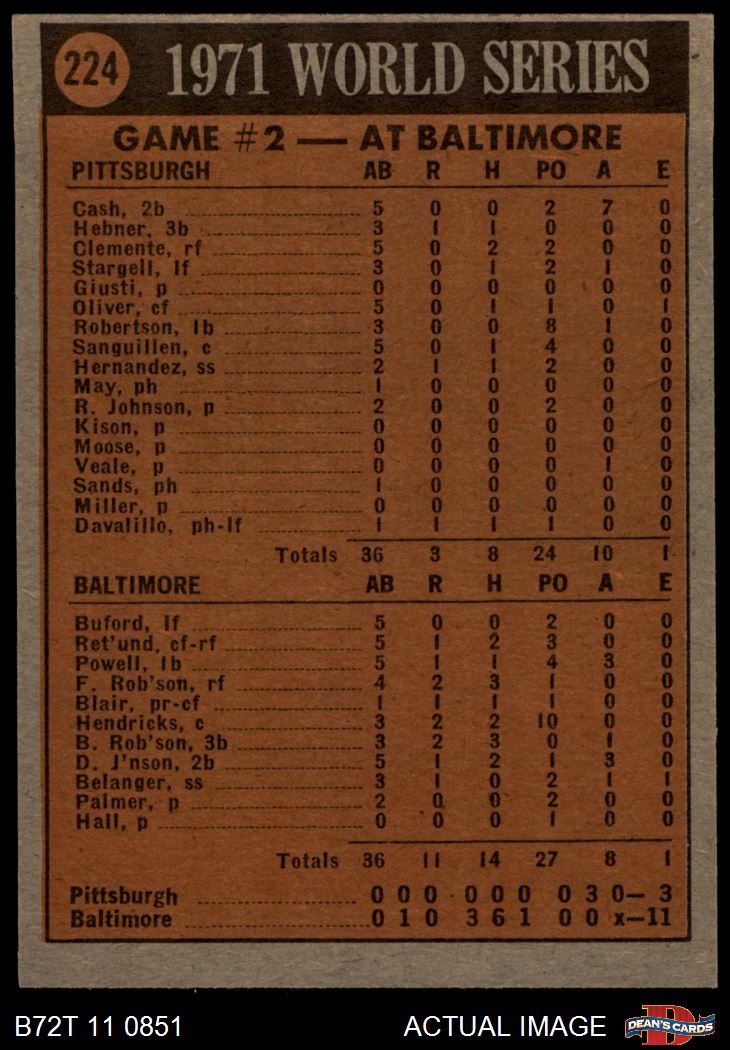 224 1971 WORLD SERIES
GAME #2 — AT BALTIMORE
PITTSBURGH AB R H PO A E
Cash, 2b 5 0 0 2 7 0
Hebner, 3b 3 1 1 0 0 0
Clemente, rf 5 0 2 2 0 0
Stargell, lf 3 0 1 2 1 0
Giusti, p 0 0 0 0 0 0
Oliver, cf 5 0 1 1 0 1
Robertson, 1b 3 0 0 8 1 0
Sanguillen, c 5 0 1 4 0 0
Hernandez, ss 2 1 1 2 0 0
May, ph 1 0 0 0 0 0
R. Johnson, p 2 0 0 2 0 0
Kison, p 0 0 0 0 0 0
Moose, p 0 0 0 0 0 0
Veale, p 0 0 0 0 1 0
Sands, ph 1 0 0 0 0 0
Miller, p 0 0 0 0 0 0
Davalillo, ph-lf 1 1 1 1 0 0
Totals 36 3 8 24 10 1
BALTIMORE AB R H PO A E
Buford, lf 5 0 0 2 0 0
Ret'und, cf-rf 5 1 2 3 0 0
Powell, 1b 5 1 1 4 3 0
F. Rob'son, rf 4 2 3 1 0 0
Blair, pr-cf 1 1 1 1 0 0
Hendricks, c 3 2 2 10 0 0
B. Rob'son, 3b 3 2 3 0 1 0
D. J'nson, 2b 5 1 2 1 3 0
Belanger, ss 3 1 0 2 1 1
Palmer, p 2 0 0 2 0 0
Hall, p 0 0 0 1 0 0
Totals 36 11 14 27 8 1
Pittsburgh 0 0 0 0 0 0 0 3 0— 3
Baltimore 0 1 0 3 6 1 0 0 x—11
B72T 11 0851 ACTUAL IMAGE DEAN'S CARDS